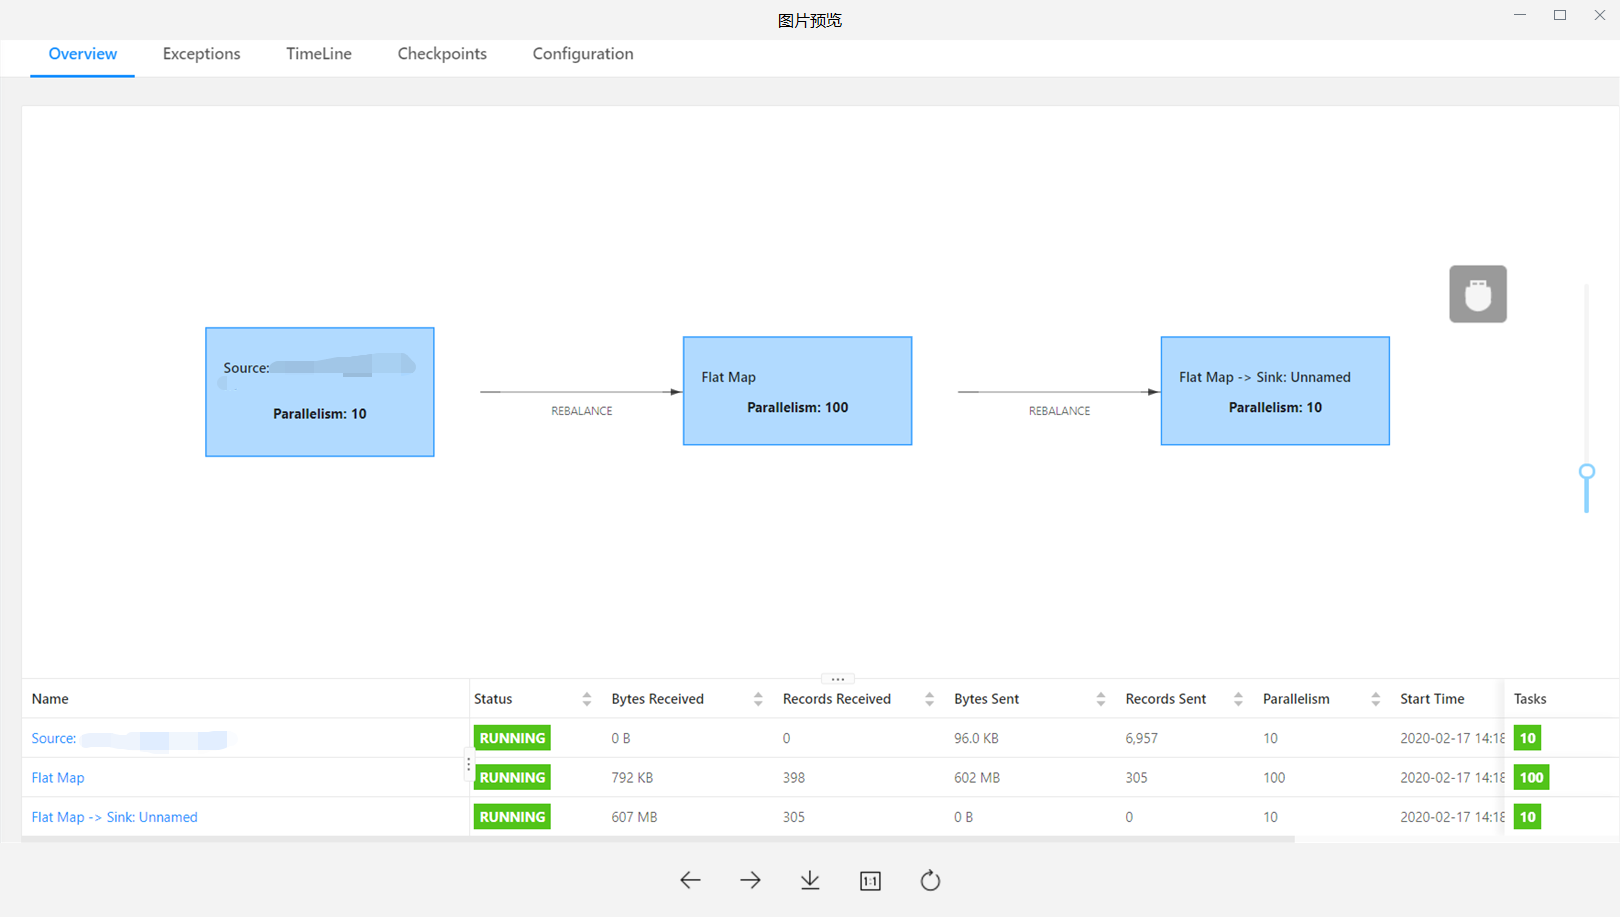 图片预览
Overview Exceptions TimeLine Checkpoints Configuration
Source:
Parallelism: 10
REBALANCE
Flat Map
Parallelism: 100
REBALANCE
Flat Map -> Sink: Unnamed
Parallelism: 10
Name Status Bytes Received Records Received Bytes Sent Records Sent Parallelism Start Time Tasks
Source: RUNNING 0 B 0 96.0 KB 6,957 10 2020-02-17 14:18 10
Flat Map RUNNING 792 KB 398 602 MB 305 100 2020-02-17 14:18 100
Flat Map -> Sink: Unnamed RUNNING 607 MB 305 0 B 0 10 2020-02-17 14:18 10
1:1